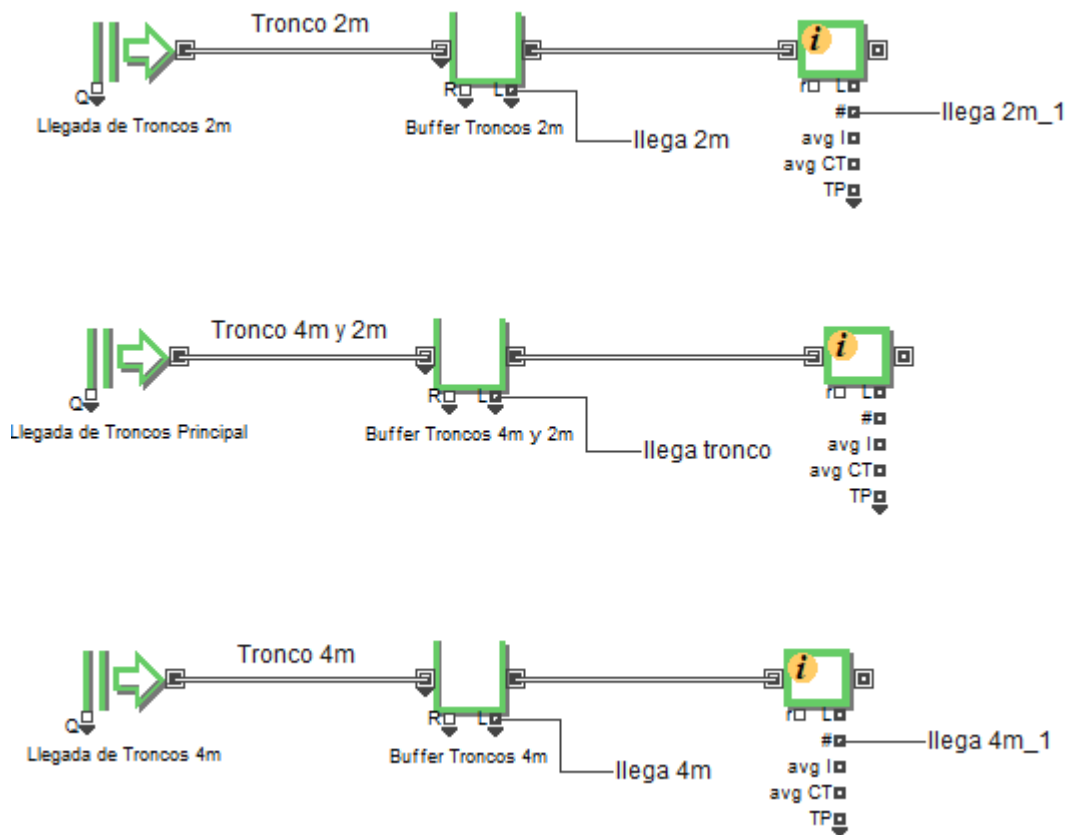 Tronco 2m
Q
Llegada de Troncos 2m
R L
Buffer Troncos 2m
llega 2m
i
r L
#
llega 2m_1
avg I
avg CT
TP
Tronco 4m y 2m
Q
Llegada de Troncos Principal
R L
Buffer Troncos 4m y 2m
llega tronco
i
r L
#
avg I
avg CT
TP
Tronco 4m
Q
Llegada de Troncos 4m
R L
Buffer Troncos 4m
llega 4m
i
r L
#
llega 4m_1
avg I
avg CT
TP